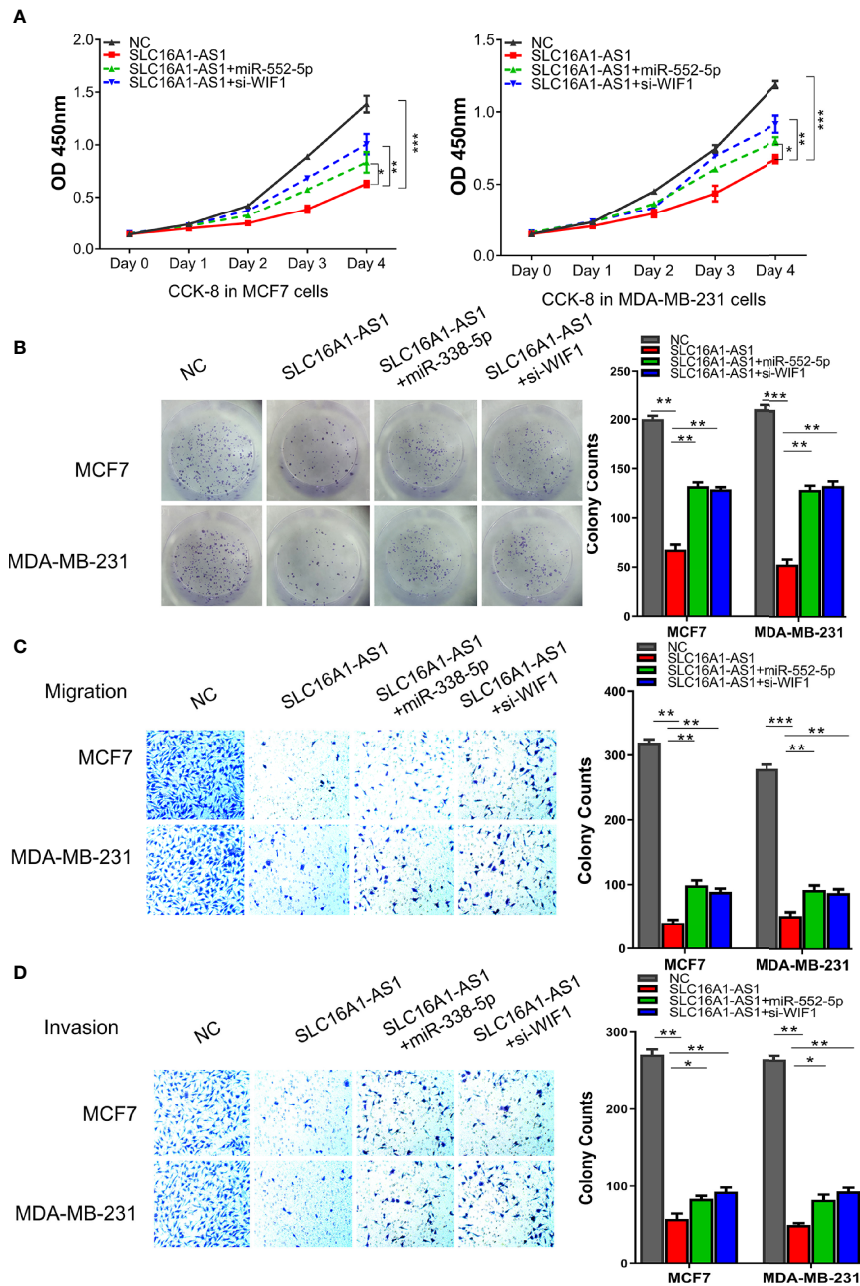 A
NC
SLC16A1-AS1
SLC16A1-AS1+miR-552-5p
SLC16A1-AS1+si-WIF1
2.0
1.5
1.0
0.5
0.0
OD 450nm
***
**
*
Day 0 Day 1 Day 2 Day 3 Day 4
CCK-8 in MCF7 cells
NC
SLC16A1-AS1
SLC16A1-AS1+miR-552-5p
SLC16A1-AS1+si-WIF1
1.5
1.0
0.5
0.0
OD 450nm
***
**
*
Day 0 Day 1 Day 2 Day 3 Day 4
CCK-8 in MDA-MB-231 cells
B
NC
SLC16A1-AS1
SLC16A1-AS1
+miR-338-5p
SLC16A1-AS1
+si-WIF1
MCF7
MDA-MB-231
NC
SLC16A1-AS1
SLC16A1-AS1+miR-552-5p
SLC16A1-AS1+si-WIF1
250
200
150
100
50
0
Colony Counts
** ** **
*** ** **
MCF7 MDA-MB-231
C
Migration
NC
SLC16A1-AS1
SLC16A1-AS1
+miR-338-5p
SLC16A1-AS1
+si-WIF1
MCF7
MDA-MB-231
NC
SLC16A1-AS1
SLC16A1-AS1+miR-552-5p
SLC16A1-AS1+si-WIF1
400
300
200
100
0
Colony Counts
** ** **
*** ** **
MCF7 MDA-MB-231
D
Invasion
NC
SLC16A1-AS1
SLC16A1-AS1
+miR-338-5p
SLC16A1-AS1
+si-WIF1
MCF7
MDA-MB-231
NC
SLC16A1-AS1
SLC16A1-AS1+miR-552-5p
SLC16A1-AS1+si-WIF1
300
200
100
0
Colony Counts
** ** *
** ** *
MCF7 MDA-MB-231